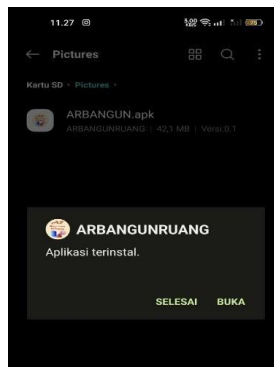 11.27
Pictures
Kartu SD › Pictures ›
ARBANGUN.apk
ARBANGUNRUANG | 42,1 MB | Versi:0.1
ARBANGUNRUANG
Aplikasi terinstal.
SELESAI BUKA